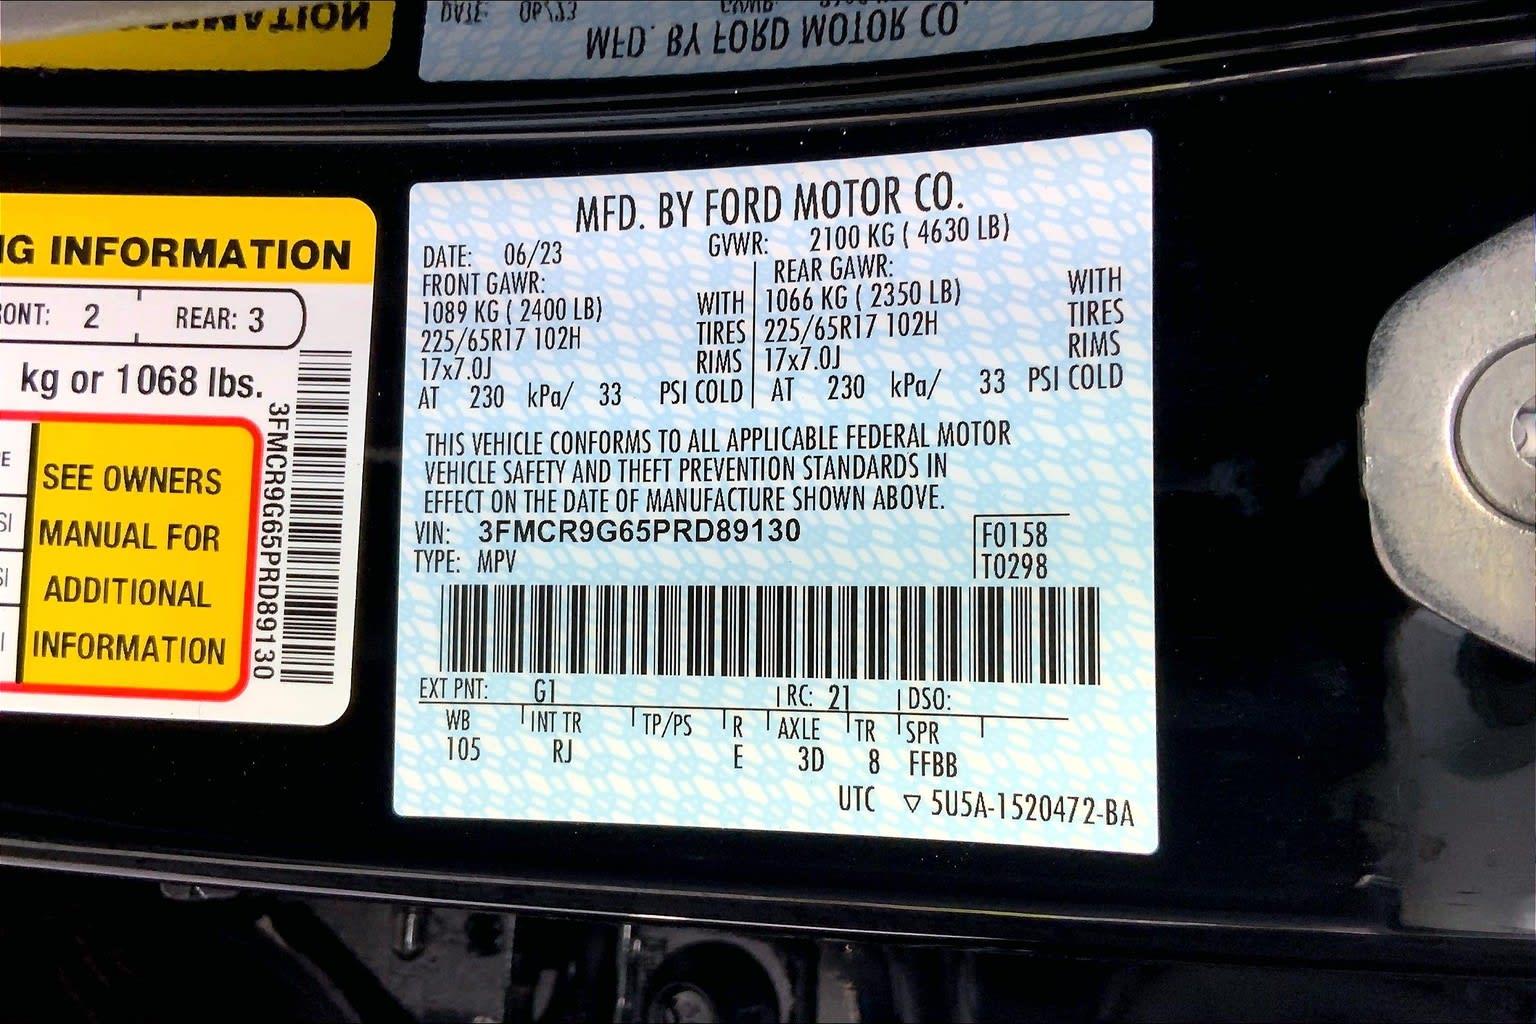 MFD. BY FORD MOTOR CO.
NG INFORMATION
RONT: 2 REAR: 3
kg or 1068 lbs.
SEE OWNERS
MANUAL FOR
ADDITIONAL
INFORMATION
3FMCR9G65PRD89130
MFD. BY FORD MOTOR CO.
DATE: 06/23 GVWR: 2100 KG ( 4630 LB)
FRONT GAWR: REAR GAWR:
1089 KG ( 2400 LB) WITH 1066 KG ( 2350 LB) WITH
225/65R17 102H TIRES 225/65R17 102H TIRES
17x7.0J RIMS 17x7.0J RIMS
AT 230 kPa/ 33 PSI COLD AT 230 kPa/ 33 PSI COLD
THIS VEHICLE CONFORMS TO ALL APPLICABLE FEDERAL MOTOR
VEHICLE SAFETY AND THEFT PREVENTION STANDARDS IN
EFFECT ON THE DATE OF MANUFACTURE SHOWN ABOVE.
VIN: 3FMCR9G65PRD89130 F0158
TYPE: MPV T0298
EXT PNT: G1 RC: 21 DSO:
WB INT TR TP/PS R AXLE TR SPR
105 RJ E 3D 8 FFBB
UTC ▽ 5U5A-1520472-BA